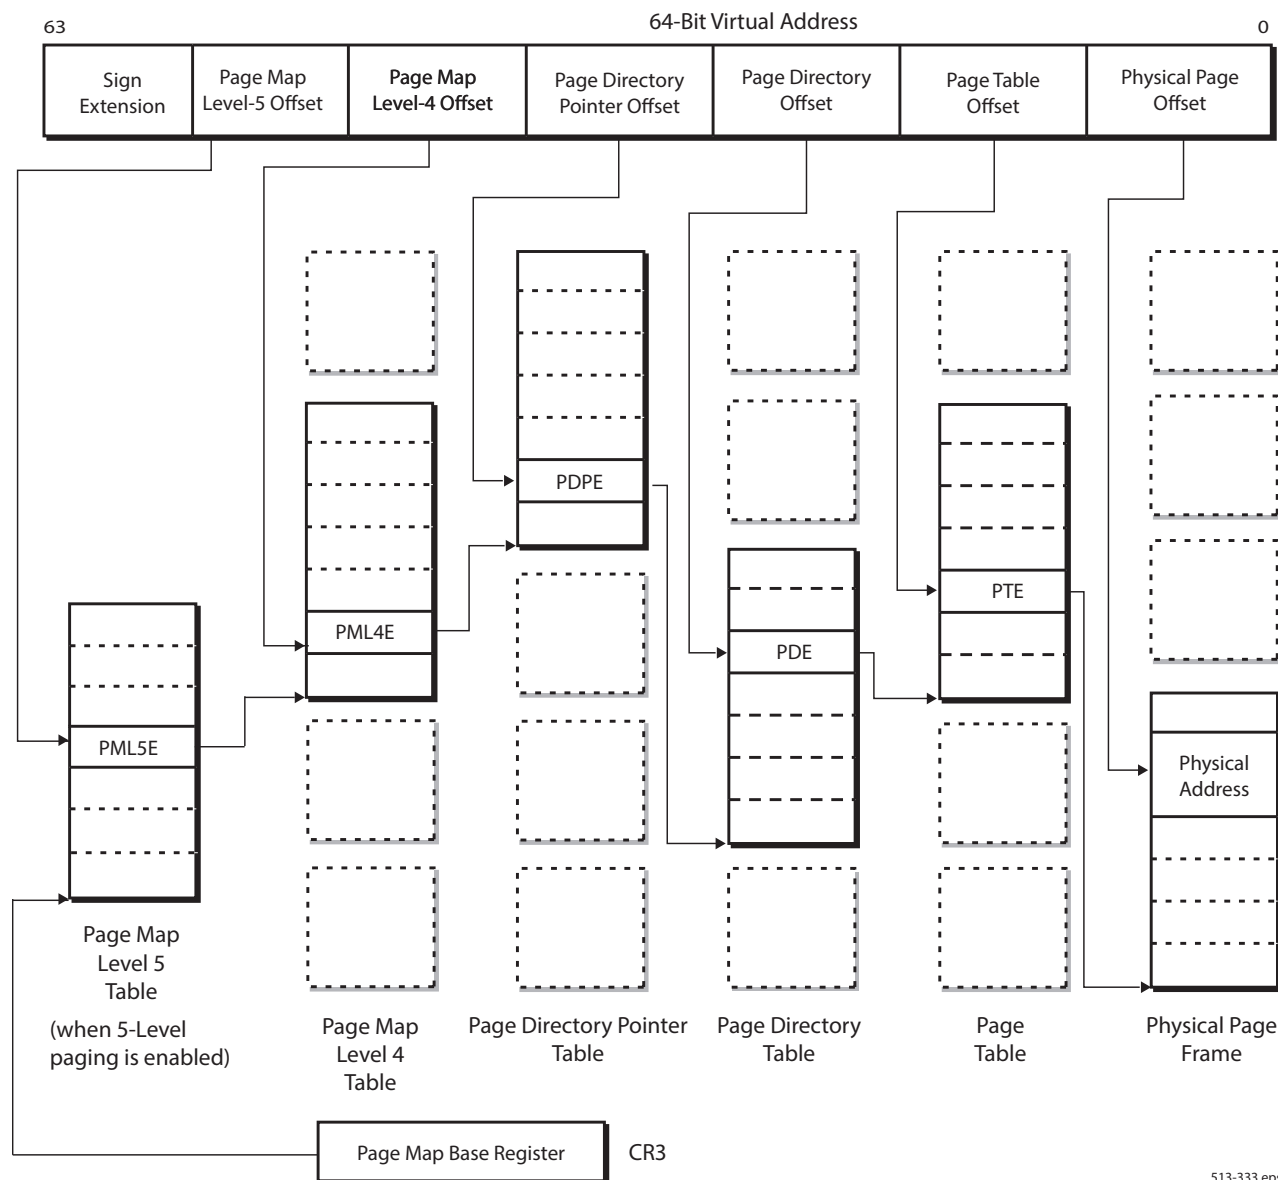 64-Bit Virtual Address
63
0
Sign
Extension
Page Map
Level-5 Offset
Page Map
Level-4 Offset
Page Directory
Pointer Offset
Page Directory
Offset
Page Table
Offset
Physical Page
Offset
PDPE
PTE
PML4E
PDE
PML5E
Physical
Address
Page Map
Level 5
Table
(when 5-Level
paging is enabled)
Page Map
Level 4
Table
Page Directory Pointer
Table
Page Directory
Table
Page
Table
Physical Page
Frame
Page Map Base Register
CR3
513-333 eps